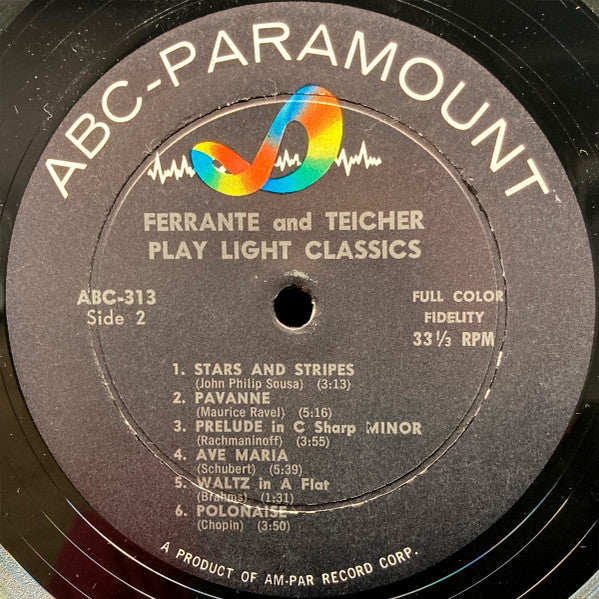 ABC-PARAMOUNT
FERRANTE and TEICHER
PLAY LIGHT CLASSICS
ABC-313
Side 2
FULL COLOR
FIDELITY
33 1/3 RPM
1. STARS AND STRIPES
(John Philip Sousa) (3:13)
2. PAVANNE
(Maurice Ravel) (5:16)
3. PRELUDE in C Sharp MINOR
(Rachmaninoff) (3:55)
4. AVE MARIA
(Schubert) (5:39)
5. WALTZ in A Flat
(Brahms) (1:31)
6. POLONAISE
(Chopin) (3:50)
A PRODUCT OF AM-PAR RECORD CORP.